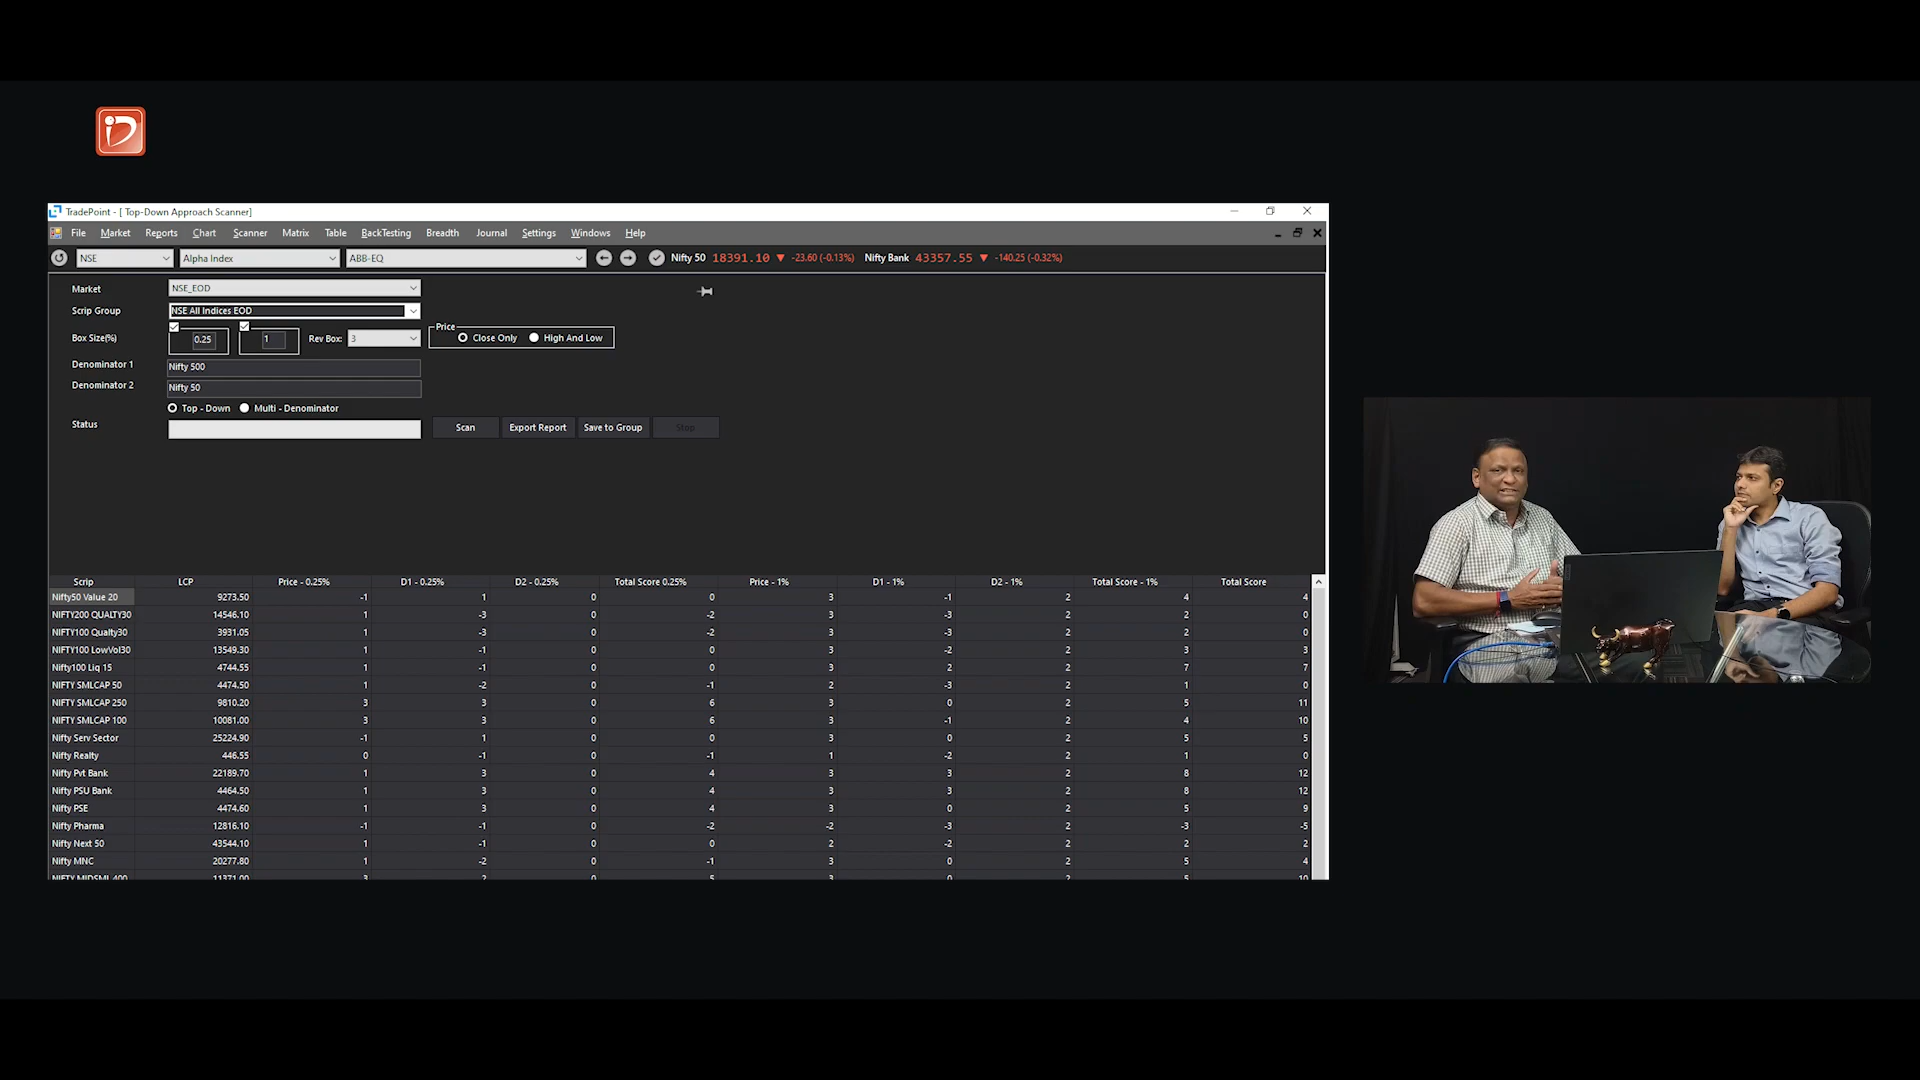 TradePoint - [ Top-Down Approach Scanner]
File Market Reports Chart Scanner Matrix Table BackTesting Breadth Journal Settings Windows Help
NSE Alpha Index ABB-EQ Nifty 50 18391.10 ▼ -23.60 (-0.13%) Nifty Bank 43357.55 ▼ -140.25 (-0.32%)
Market NSE_EOD
Scrip Group NSE All Indices EOD
Price
Box Size(%) 0.25 1 Rev Box: 3 Close Only High And Low
Denominator 1 Nifty 500
Denominator 2 Nifty 50
Top - Down Multi - Denominator
Status Scan Export Report Save to Group Stop
Scrip LCP Price - 0.25% D1 - 0.25% D2 - 0.25% Total Score 0.25% Price - 1% D1 - 1% D2 - 1% Total Score - 1% Total Score
Nifty50 Value 20 9273.50 -1 1 0 0 3 -1 2 4 4
NIFTY200 QUALTY30 14546.10 1 -3 0 -2 3 -3 2 2 0
NIFTY100 Qualty30 3931.05 1 -3 0 -2 3 -3 2 2 0
NIFTY100 LowVol30 13549.30 1 -1 0 0 3 -2 2 3 3
Nifty100 Liq 15 4744.55 1 -1 0 0 3 2 2 7 7
NIFTY SMLCAP 50 4474.50 1 -2 0 -1 2 -3 2 1 0
NIFTY SMLCAP 250 9810.20 3 3 0 6 3 0 2 5 11
NIFTY SMLCAP 100 10081.00 3 3 0 6 3 -1 2 4 10
Nifty Serv Sector 25224.90 -1 1 0 0 3 0 2 5 5
Nifty Realty 446.55 0 -1 0 -1 1 -2 2 1 0
Nifty Pvt Bank 22189.70 1 3 0 4 3 3 2 8 12
Nifty PSU Bank 4464.50 1 3 0 4 3 3 2 8 12
Nifty PSE 4474.60 1 3 0 4 3 0 2 5 9
Nifty Pharma 12816.10 -1 -1 0 -2 -2 -3 2 -3 -5
Nifty Next 50 43544.10 1 -1 0 0 2 -2 2 2 2
Nifty MNC 20277.80 1 -2 0 -1 3 0 2 5 4
NIFTY MIDSML 400 11371.00 3 2 0 5 3 0 2 5 10